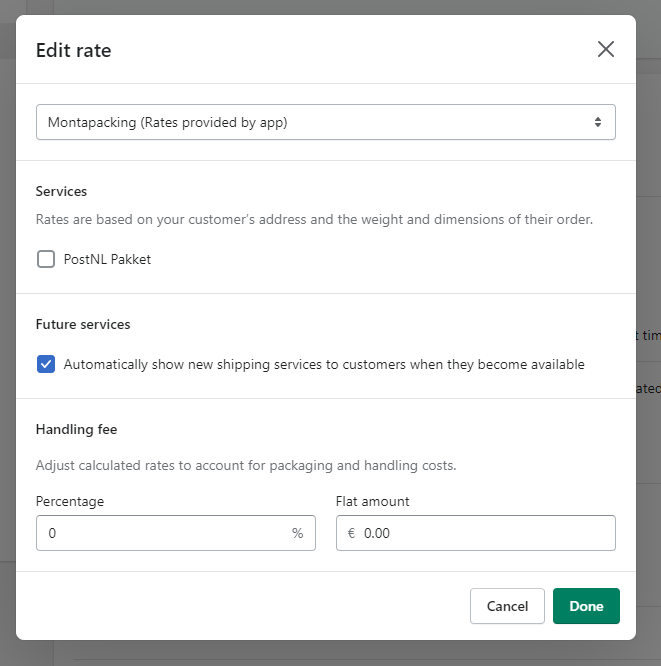 Edit rate
Montapacking (Rates provided by app)
Services
Rates are based on your customer's address and the weight and dimensions of their order.
PostNL Pakket
Future services
t tim
Automatically show new shipping services to customers when they become available
ated
Handling fee
Adjust calculated rates to account for packaging and handling costs.
Percentage
Flat amount
0 %
€ 0.00
Cancel
Done